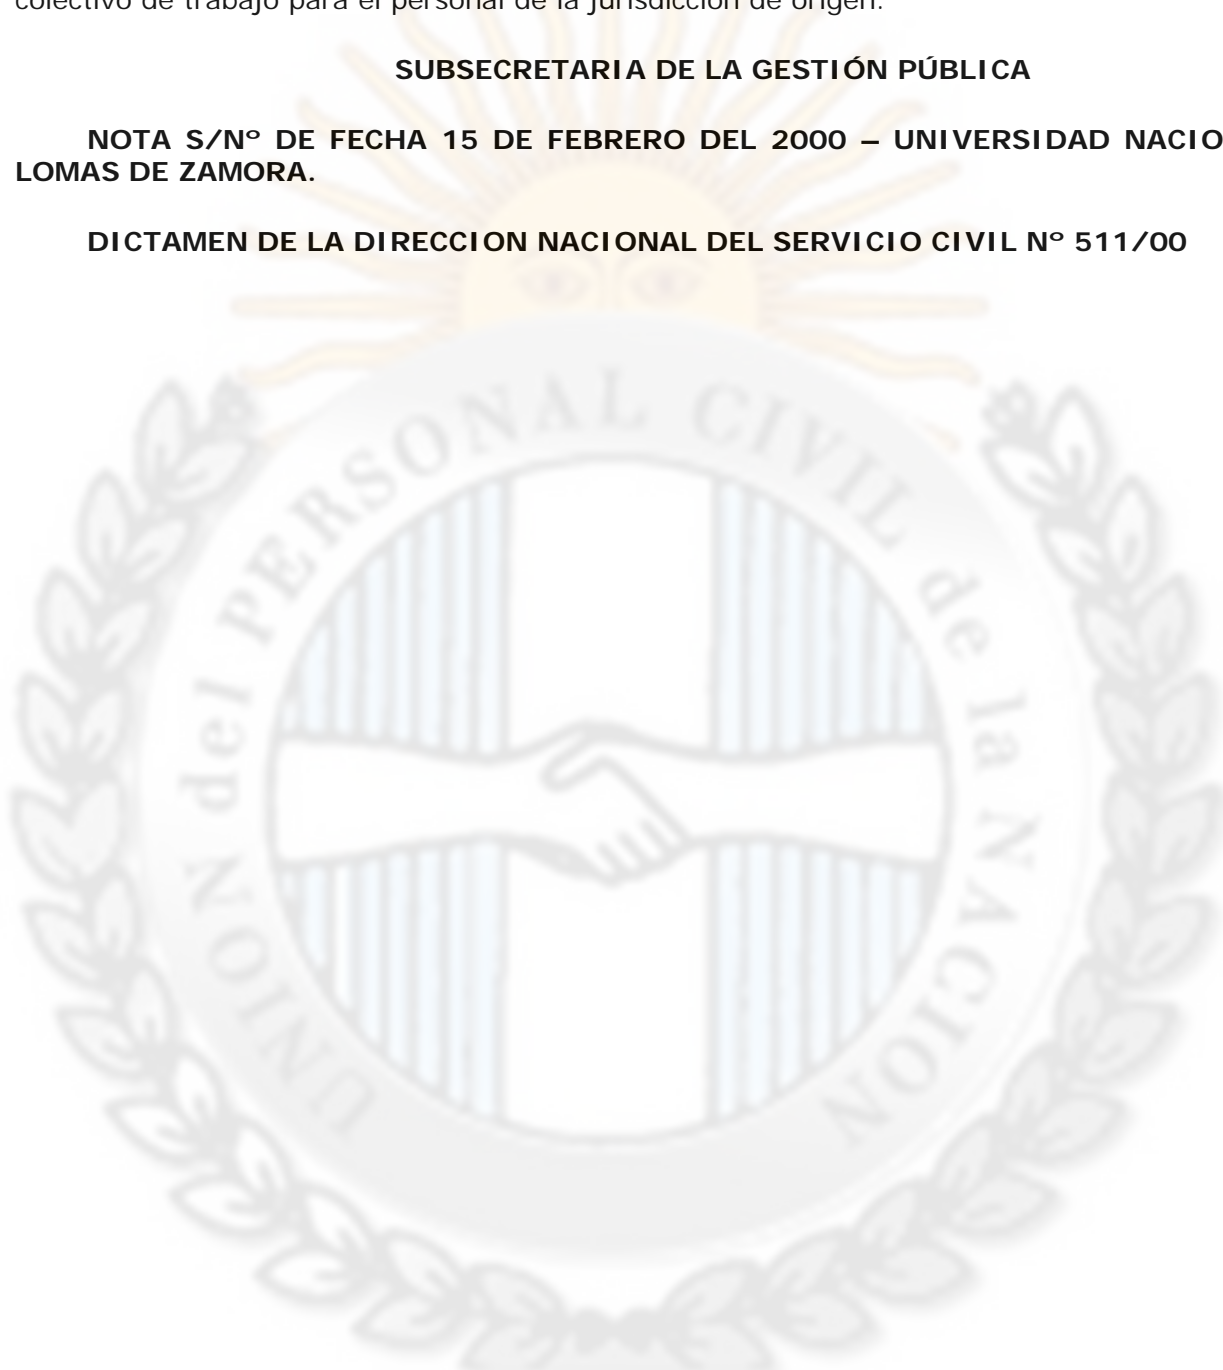 colectivo de trabajo para el personal de la jurisdicción de origen.
SUBSECRETARIA DE LA GESTIÓN PÚBLICA
NOTA S/Nº DE FECHA 15 DE FEBRERO DEL 2000 – UNIVERSIDAD NACIO
LOMAS DE ZAMORA.
DICTAMEN DE LA DIRECCION NACIONAL DEL SERVICIO CIVIL Nº 511/00
UNION del PERSONAL CIVIL de la NACION